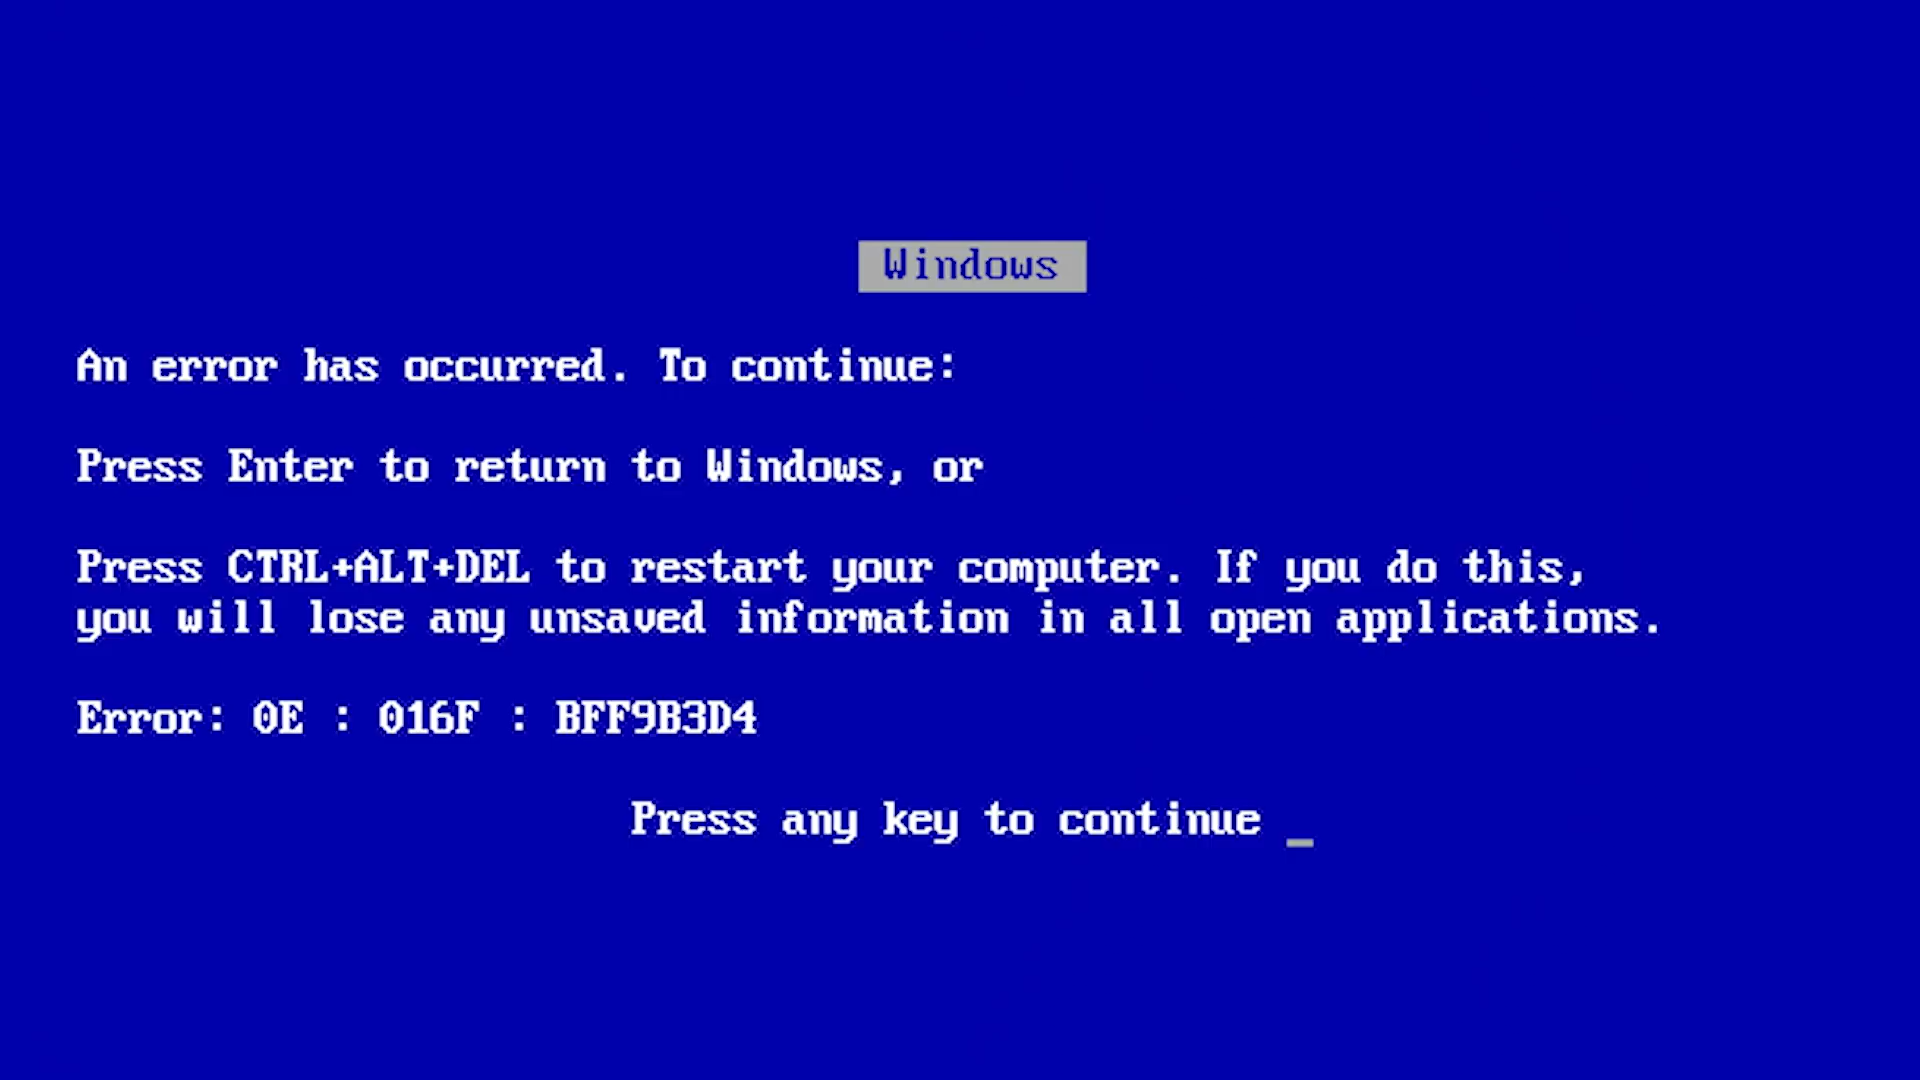 Windows
An error has occurred. To continue:
Press Enter to return to Windows, or
Press CTRL+ALT+DEL to restart your computer. If you do this,
you will lose any unsaved information in all open applications.
Error: 0E : 016F : BFF9B3D4
Press any key to continue _